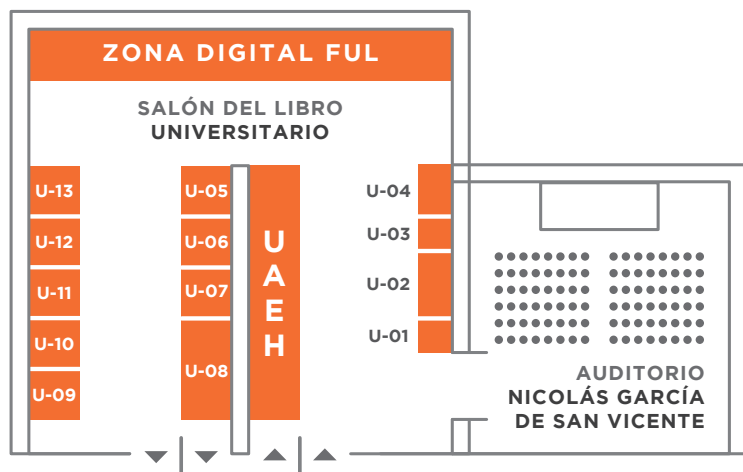 ZONA DIGITAL FUL
SALÓN DEL LIBRO
UNIVERSITARIO
U-13
U-12
U-11
U-10
U-09
U-05
U-06
U-07
U-08
UAEH
U-04
U-03
U-02
U-01
AUDITORIO
NICOLÁS GARCÍA
DE SAN VICENTE